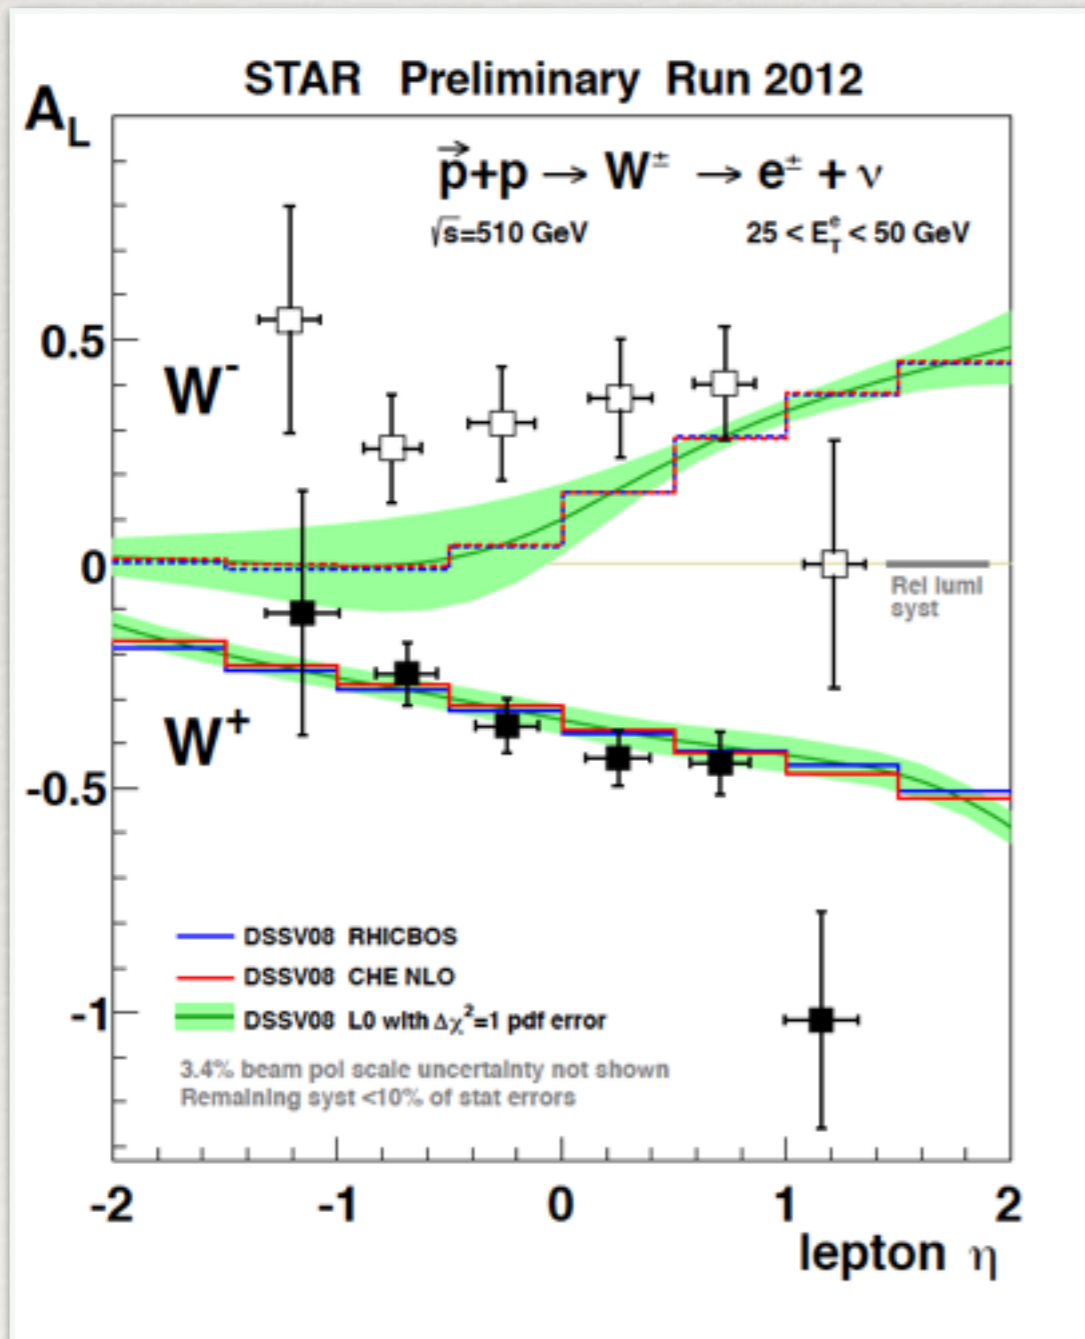 STAR Preliminary Run 2012
A_L
p⃗+p → W± → e± + ν
√s=510 GeV 25 < E_T^e < 50 GeV
0.5
W-
0
Rel lumi
syst
W+
-0.5
DSSV08 RHICBOS
DSSV08 CHE NLO
-1
DSSV08 L0 with Δχ²=1 pdf error
3.4% beam pol scale uncertainty not shown
Remaining syst <10% of stat errors
-2 -1 0 1 2
lepton η